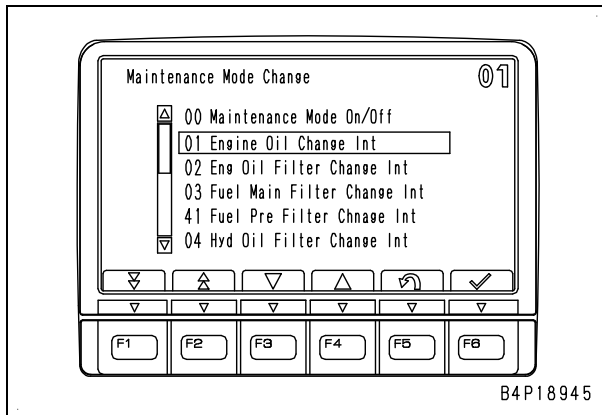 Maintenance Mode Change 01
00 Maintenance Mode On/Off
01 Engine Oil Change Int
02 Eng Oil Filter Change Int
03 Fuel Main Filter Change Int
41 Fuel Pre Filter Chnage Int
04 Hyd Oil Filter Change Int
F1 F2 F3 F4 F5 F6
B4P18945